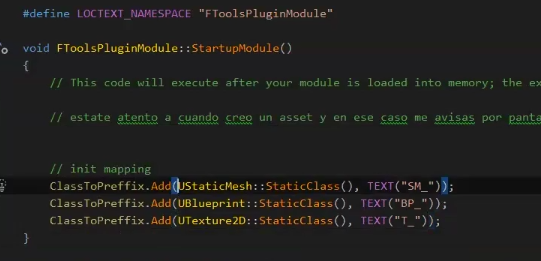 #define LOCTEXT_NAMESPACE "FToolsPluginModule"
void FToolsPluginModule::StartupModule()
{
// This code will execute after your module is loaded into memory; the
// estate atento a cuando creo un asset y en ese caso me avisas por
// init mapping
ClassToPreffix.Add(UStaticMesh::StaticClass(), TEXT("SM_"));
ClassToPreffix.Add(UBlueprint::StaticClass(), TEXT("BP_"));
ClassToPreffix.Add(UTexture2D::StaticClass(), TEXT("T_"));
}